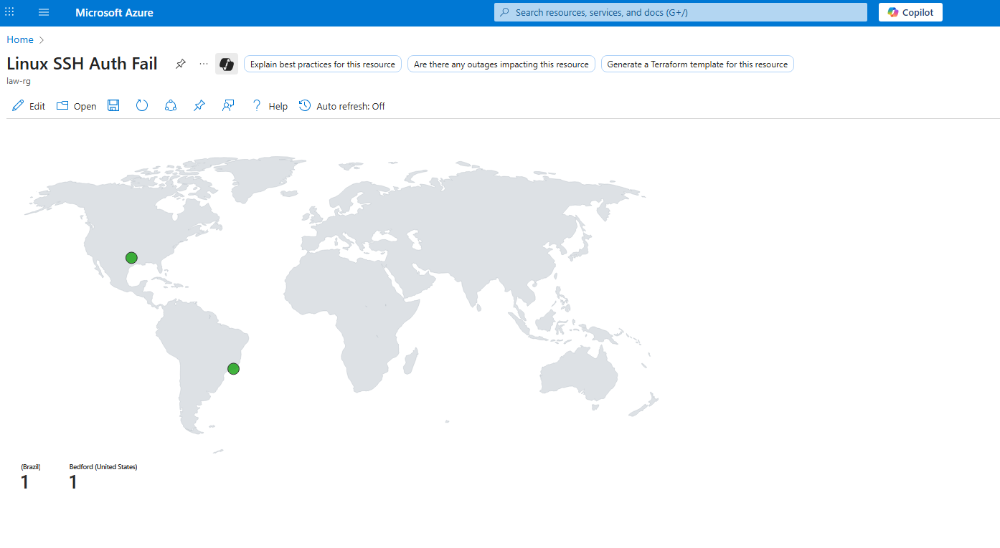 Microsoft Azure
Search resources, services, and docs (G+/)
Copilot
Home
Linux SSH Auth Fail
...
Explain best practices for this resource
Are there any outages impacting this resource
Generate a Terraform template for this resource
law-rg
Edit
Open
Help
Auto refresh: Off
(Brazil)
1
Bedford (United States)
1